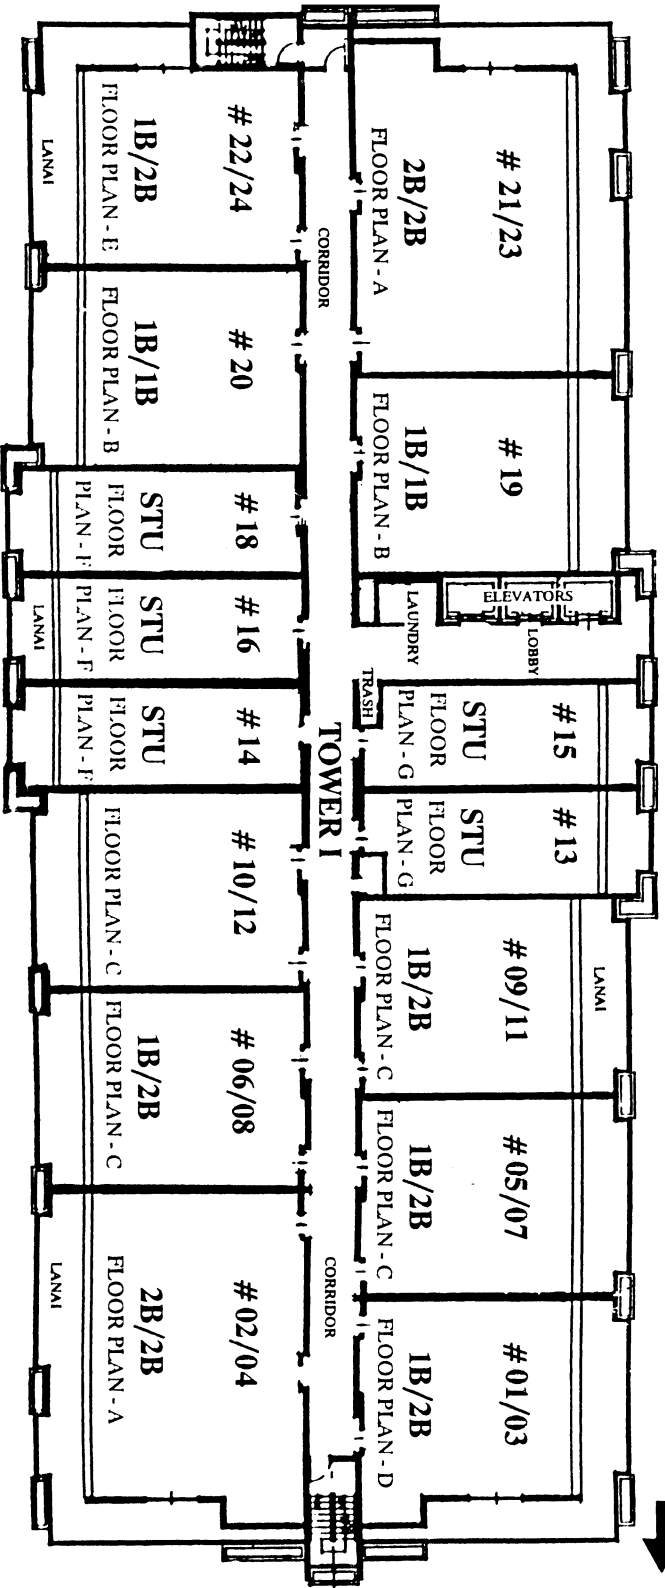 # 22/24
1B/2B
FLOOR PLAN - E
LANAI
# 20
1B/1B
FLOOR PLAN - B
# 18
STU
FLOOR
PLAN - F
# 16
STU
FLOOR
PLAN - F
LANAI
# 14
STU
FLOOR
PLAN - F
# 10/12
FLOOR PLAN - C
# 06/08
1B/2B
FLOOR PLAN - C
# 02/04
2B/2B
FLOOR PLAN - A
LANAI
CORRIDOR
TOWER I
CORRIDOR
# 21/23
2B/2B
FLOOR PLAN - A
# 19
1B/1B
FLOOR PLAN - B
ELEVATORS
LOBBY
LAUNDRY
TRASH
# 15
STU
FLOOR
PLAN - G
# 13
STU
FLOOR
PLAN - G
LANAI
# 09/11
1B/2B
FLOOR PLAN - C
# 05/07
1B/2B
FLOOR PLAN - C
# 01/03
1B/2B
FLOOR PLAN - D